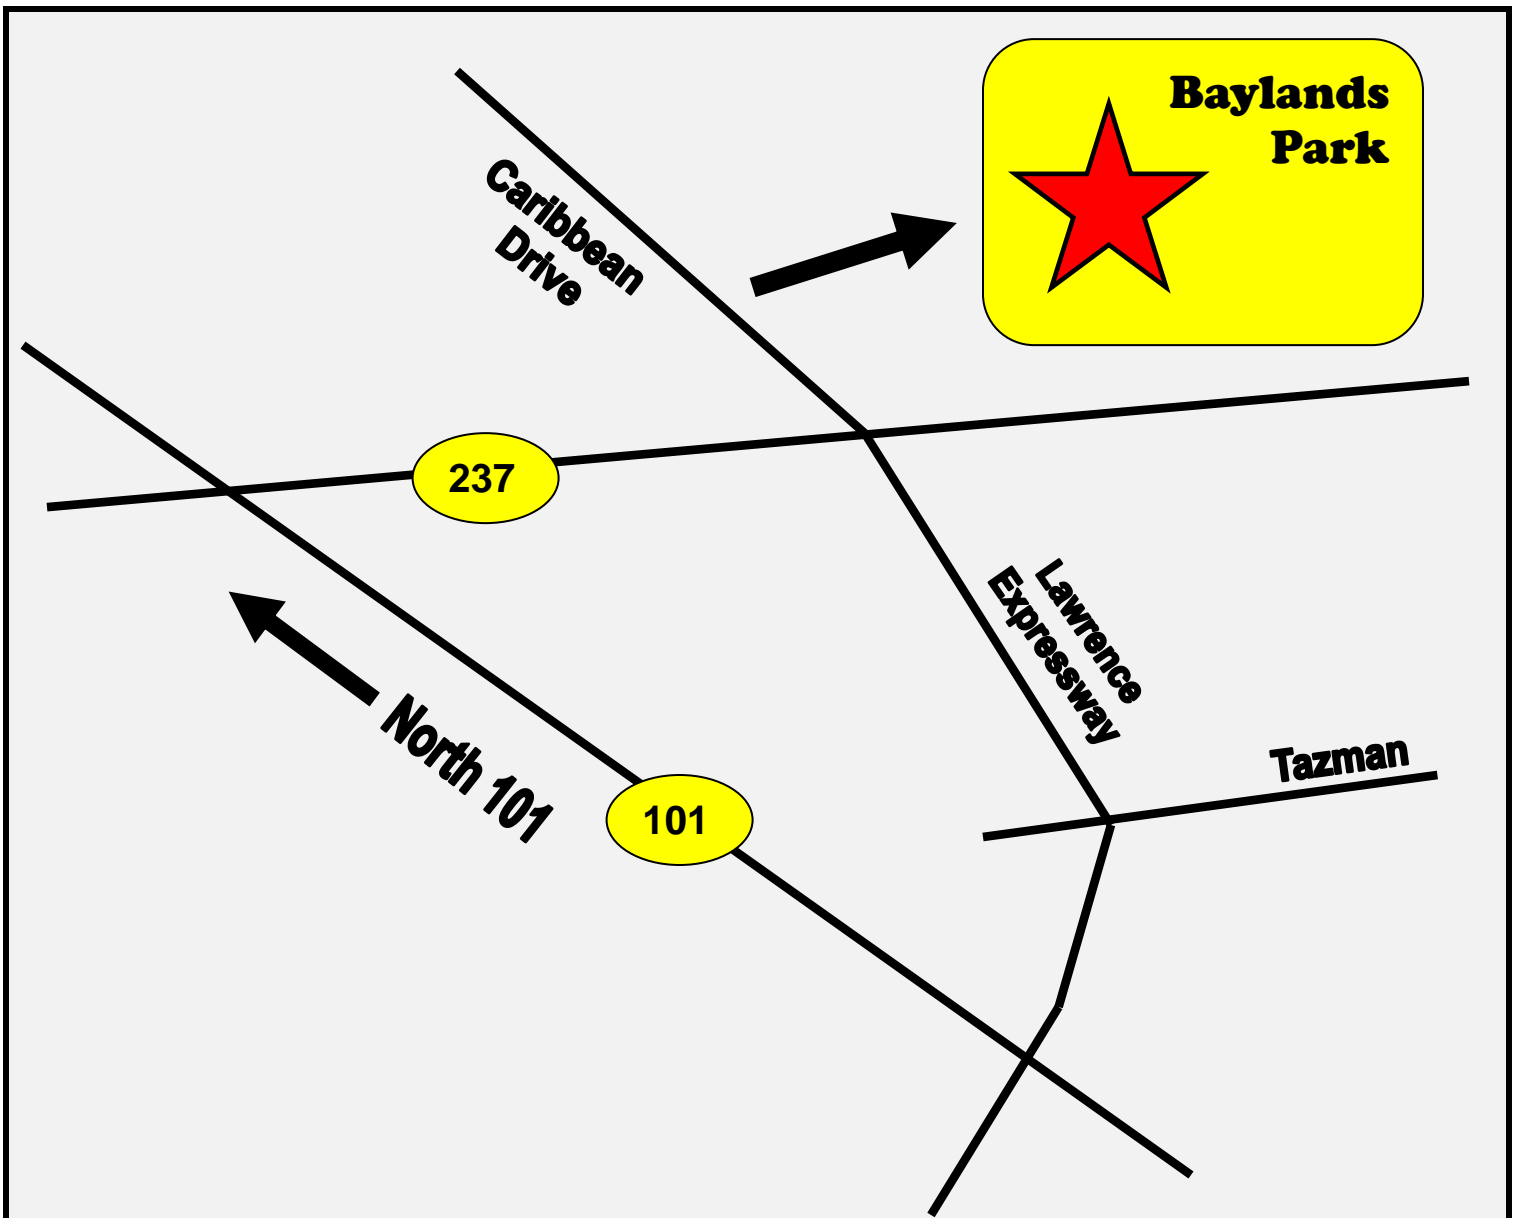 Baylands
Park
Caribbean
Drive
237
Lawrence
Expressway
Tazman
North 101
101